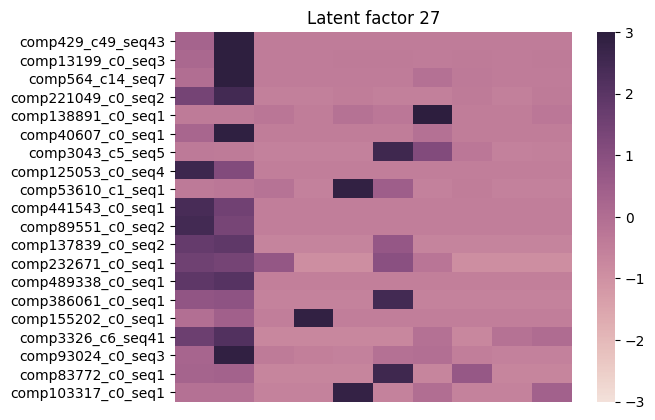 Latent factor 27
comp429_c49_seq43
comp13199_c0_seq3
comp564_c14_seq7
comp221049_c0_seq2
comp138891_c0_seq1
comp40607_c0_seq1
comp3043_c5_seq5
comp125053_c0_seq4
comp53610_c1_seq1
comp441543_c0_seq1
comp89551_c0_seq2
comp137839_c0_seq2
comp232671_c0_seq1
comp489338_c0_seq1
comp386061_c0_seq1
comp155202_c0_seq1
comp3326_c6_seq41
comp93024_c0_seq3
comp83772_c0_seq1
comp103317_c0_seq1
3
2
1
0
−1
−2
−3